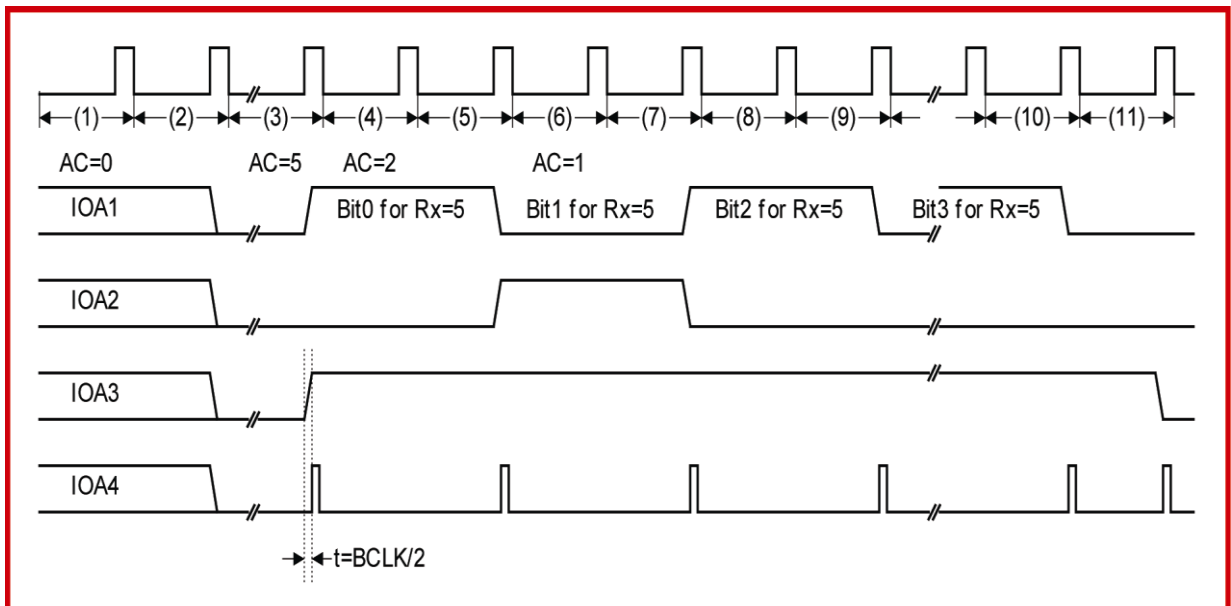 (1) (2) (3) (4) (5) (6) (7) (8) (9) (10) (11)
AC=0 AC=5 AC=2 AC=1
IOA1 Bit0 for Rx=5 Bit1 for Rx=5 Bit2 for Rx=5 Bit3 for Rx=5
IOA2
IOA3
IOA4
t=BCLK/2